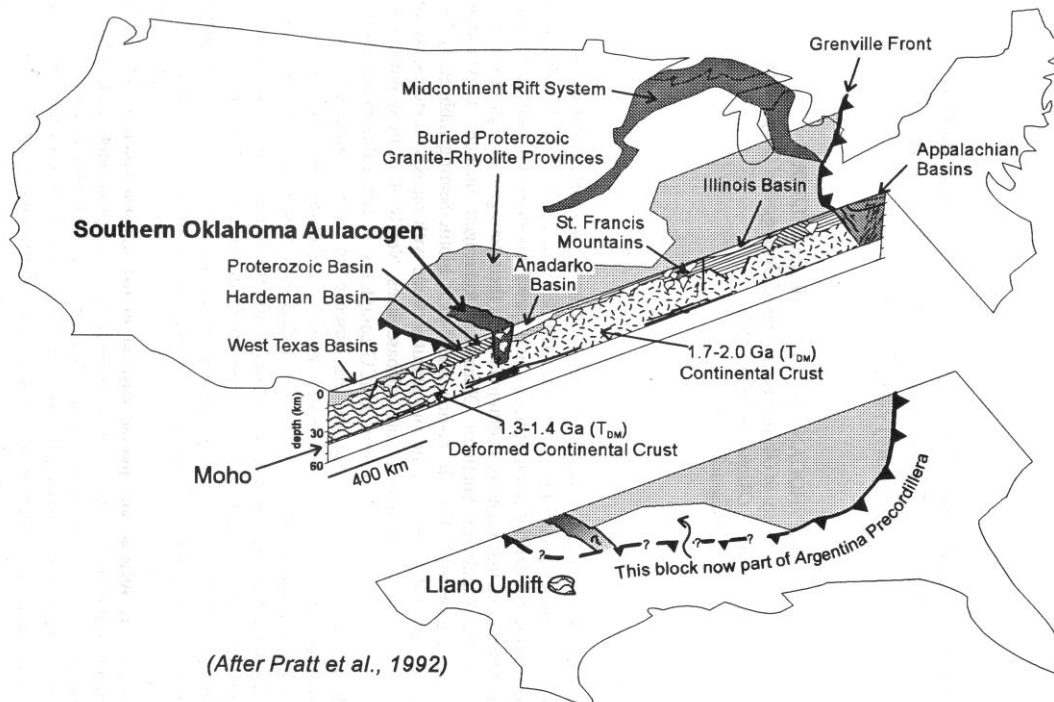 Grenville Front
Midcontinent Rift System
Buried Proterozoic
Granite-Rhyolite Provinces
Appalachian
Basins
Illinois Basin
St. Francis
Mountains
Southern Oklahoma Aulacogen
Anadarko
Basin
Proterozoic Basin
Hardeman Basin
West Texas Basins
0
30
60
depth (km)
1.7-2.0 Ga (TDM)
Continental Crust
1.3-1.4 Ga (TDM)
Deformed Continental Crust
Moho
400 km
? ? ? ? ?
This block now part of Argentina Precordillera
Llano Uplift
(After Pratt et al., 1992)